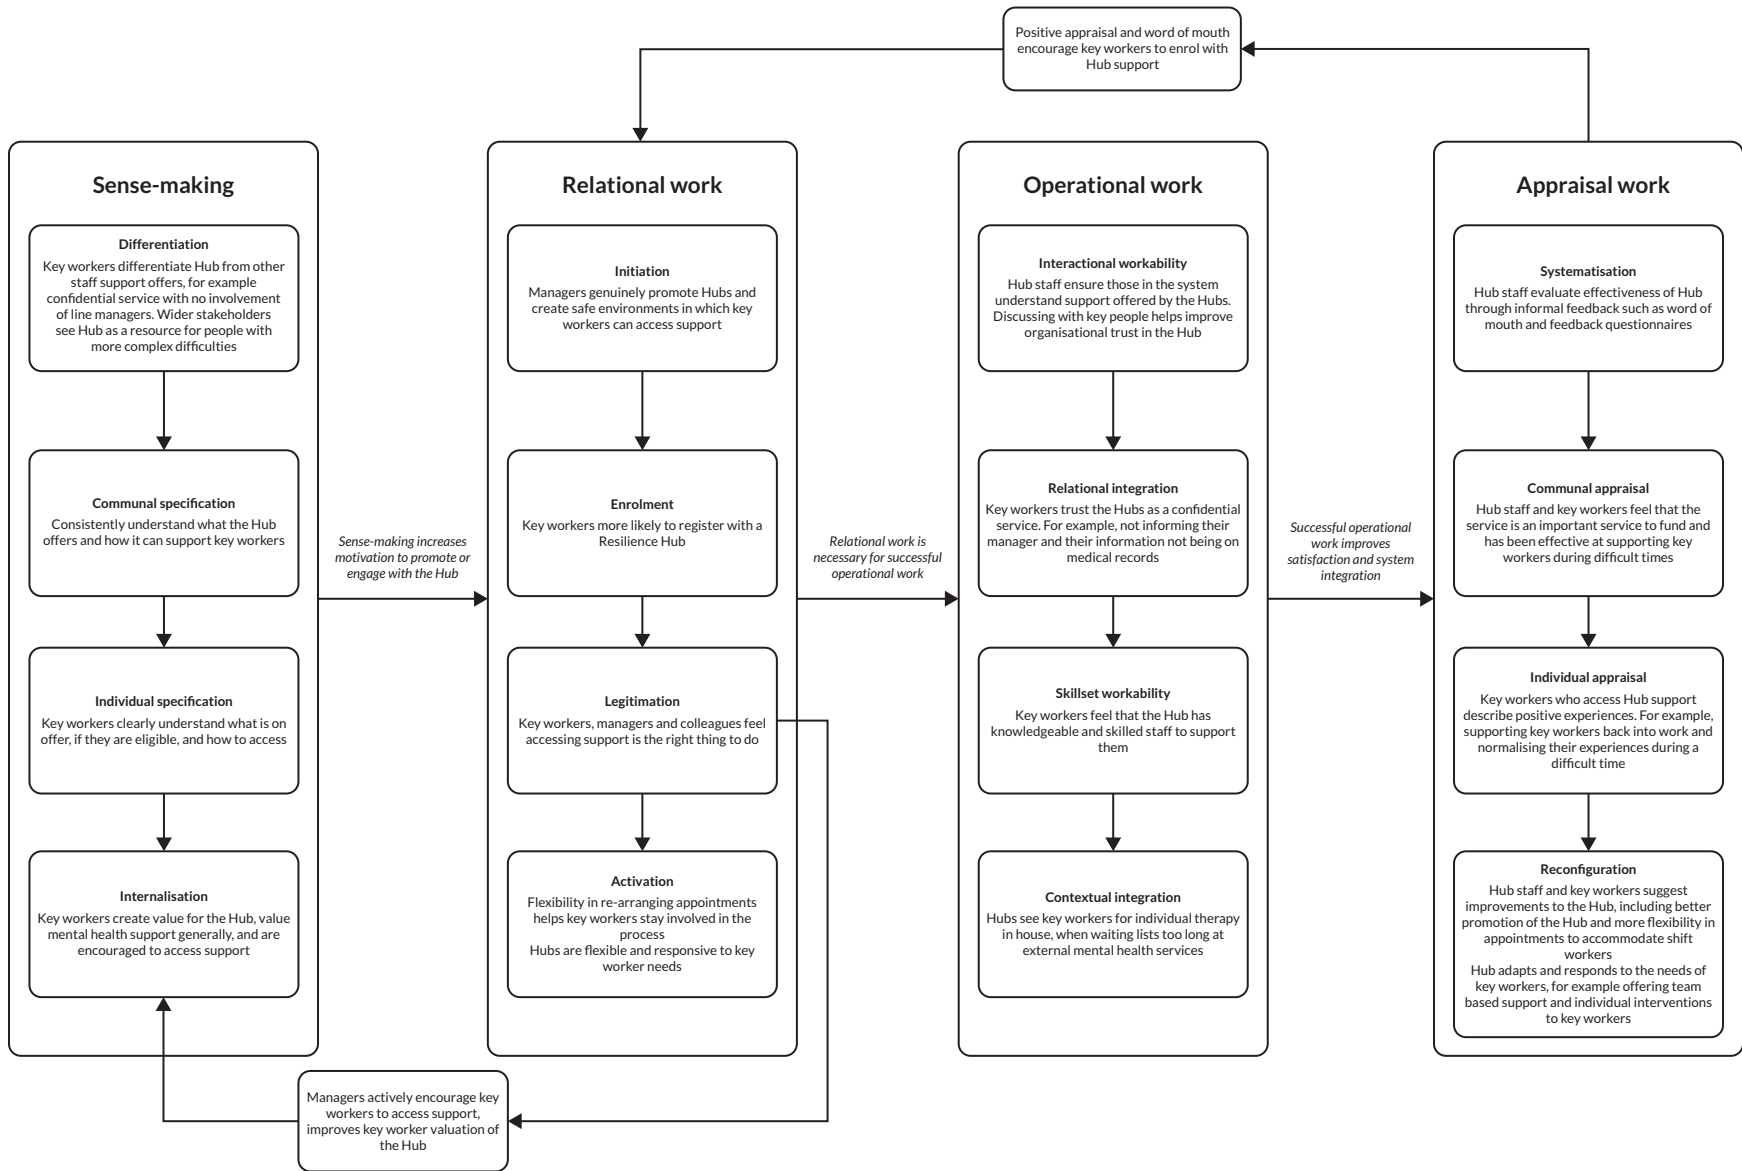 Positive appraisal and word of mouth
encourage key workers to enrol with
Hub support
Sense-making
Differentiation
Key workers differentiate Hub from other
staff support offers, for example
confidential service with no involvement
of line managers. Wider stakeholders
see Hub as a resource for people with
more complex difficulties
Communal specification
Consistently understand what the Hub
offers and how it can support key workers
Individual specification
Key workers clearly understand what is on
offer, if they are eligible, and how to access
Internalisation
Key workers create value for the Hub, value
mental health support generally, and are
encouraged to access support
Sense-making increases
motivation to promote or
engage with the Hub
Relational work
Initiation
Managers genuinely promote Hubs and
create safe environments in which key
workers can access support
Enrolment
Key workers more likely to register with a
Resilience Hub
Legitimation
Key workers, managers and colleagues feel
accessing support is the right thing to do
Activation
Flexibility in re-arranging appointments
helps key workers stay involved in the
process
Hubs are flexible and responsive to key
worker needs
Relational work is
necessary for successful
operational work
Operational work
Interactional workability
Hub staff ensure those in the system
understand support offered by the Hubs.
Discussing with key people helps improve
organisational trust in the Hub
Relational integration
Key workers trust the Hubs as a confidential
service. For example, not informing their
manager and their information not being on
medical records
Skillset workability
Key workers feel that the Hub has
knowledgeable and skilled staff to support
them
Contextual integration
Hubs see key workers for individual therapy
in house, when waiting lists too long at
external mental health services
Successful operational
work improves
satisfaction and system
integration
Appraisal work
Systematisation
Hub staff evaluate effectiveness of Hub
through informal feedback such as word of
mouth and feedback questionnaires
Communal appraisal
Hub staff and key workers feel that the
service is an important service to fund and
has been effective at supporting key
workers during difficult times
Individual appraisal
Key workers who access Hub support
describe positive experiences. For example,
supporting key workers back into work and
normalising their experiences during a
difficult time
Reconfiguration
Hub staff and key workers suggest
improvements to the Hub, including better
promotion of the Hub and more flexibility in
appointments to accommodate shift
workers
Hub adapts and responds to the needs of
key workers, for example offering team
based support and individual interventions
to key workers
Managers actively encourage key
workers to access support,
improves key worker valuation of
the Hub